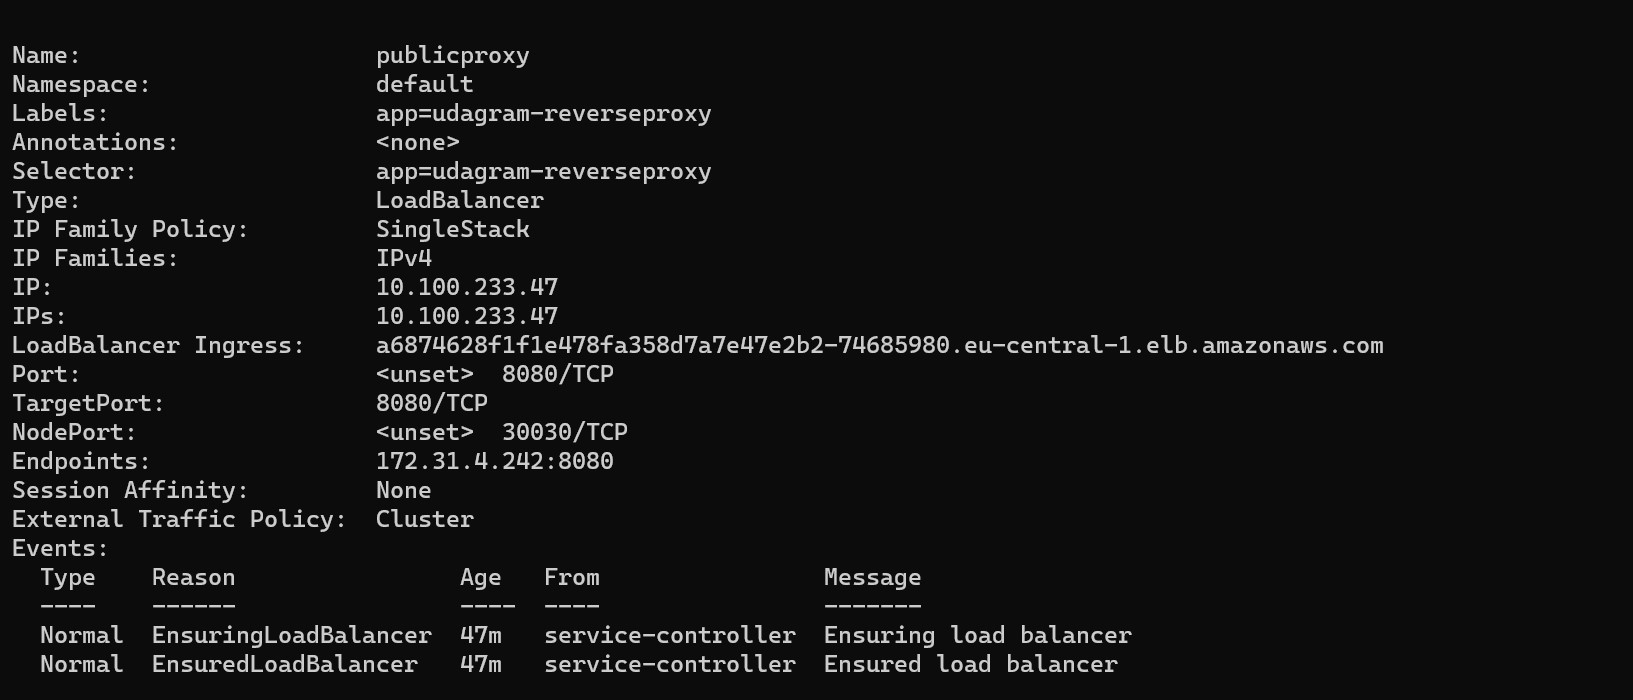 Name:                     publicproxy
Namespace:                default
Labels:                   app=udagram-reverseproxy
Annotations:              <none>
Selector:                 app=udagram-reverseproxy
Type:                     LoadBalancer
IP Family Policy:         SingleStack
IP Families:              IPv4
IP:                       10.100.233.47
IPs:                      10.100.233.47
LoadBalancer Ingress:     a6874628f1f1e478fa358d7a7e47e2b2-74685980.eu-central-1.elb.amazonaws.com
Port:                     <unset>  8080/TCP
TargetPort:               8080/TCP
NodePort:                 <unset>  30030/TCP
Endpoints:                172.31.4.242:8080
Session Affinity:         None
External Traffic Policy:  Cluster
Events:
  Type    Reason                Age   From                Message
  ----    ------                ----  ----                -------
  Normal  EnsuringLoadBalancer  47m   service-controller  Ensuring load balancer
  Normal  EnsuredLoadBalancer   47m   service-controller  Ensured load balancer